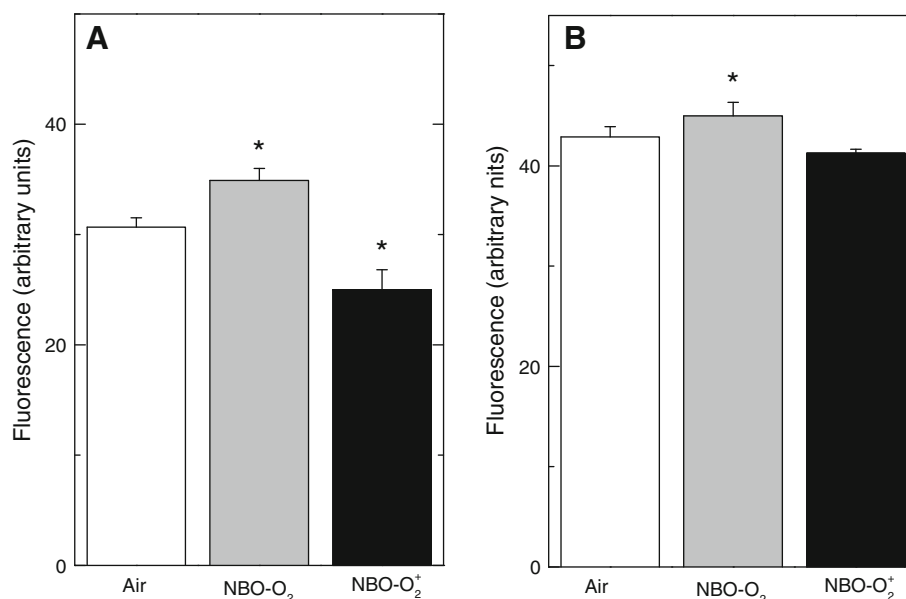 A
Fluorescence (arbitrary units)
40
20
0
*
*
Air
NBO-O₂
NBO-O₂⁺
B
Fluorescence (arbitrary nits)
40
20
0
*
Air
NBO-O₂
NBO-O₂⁺